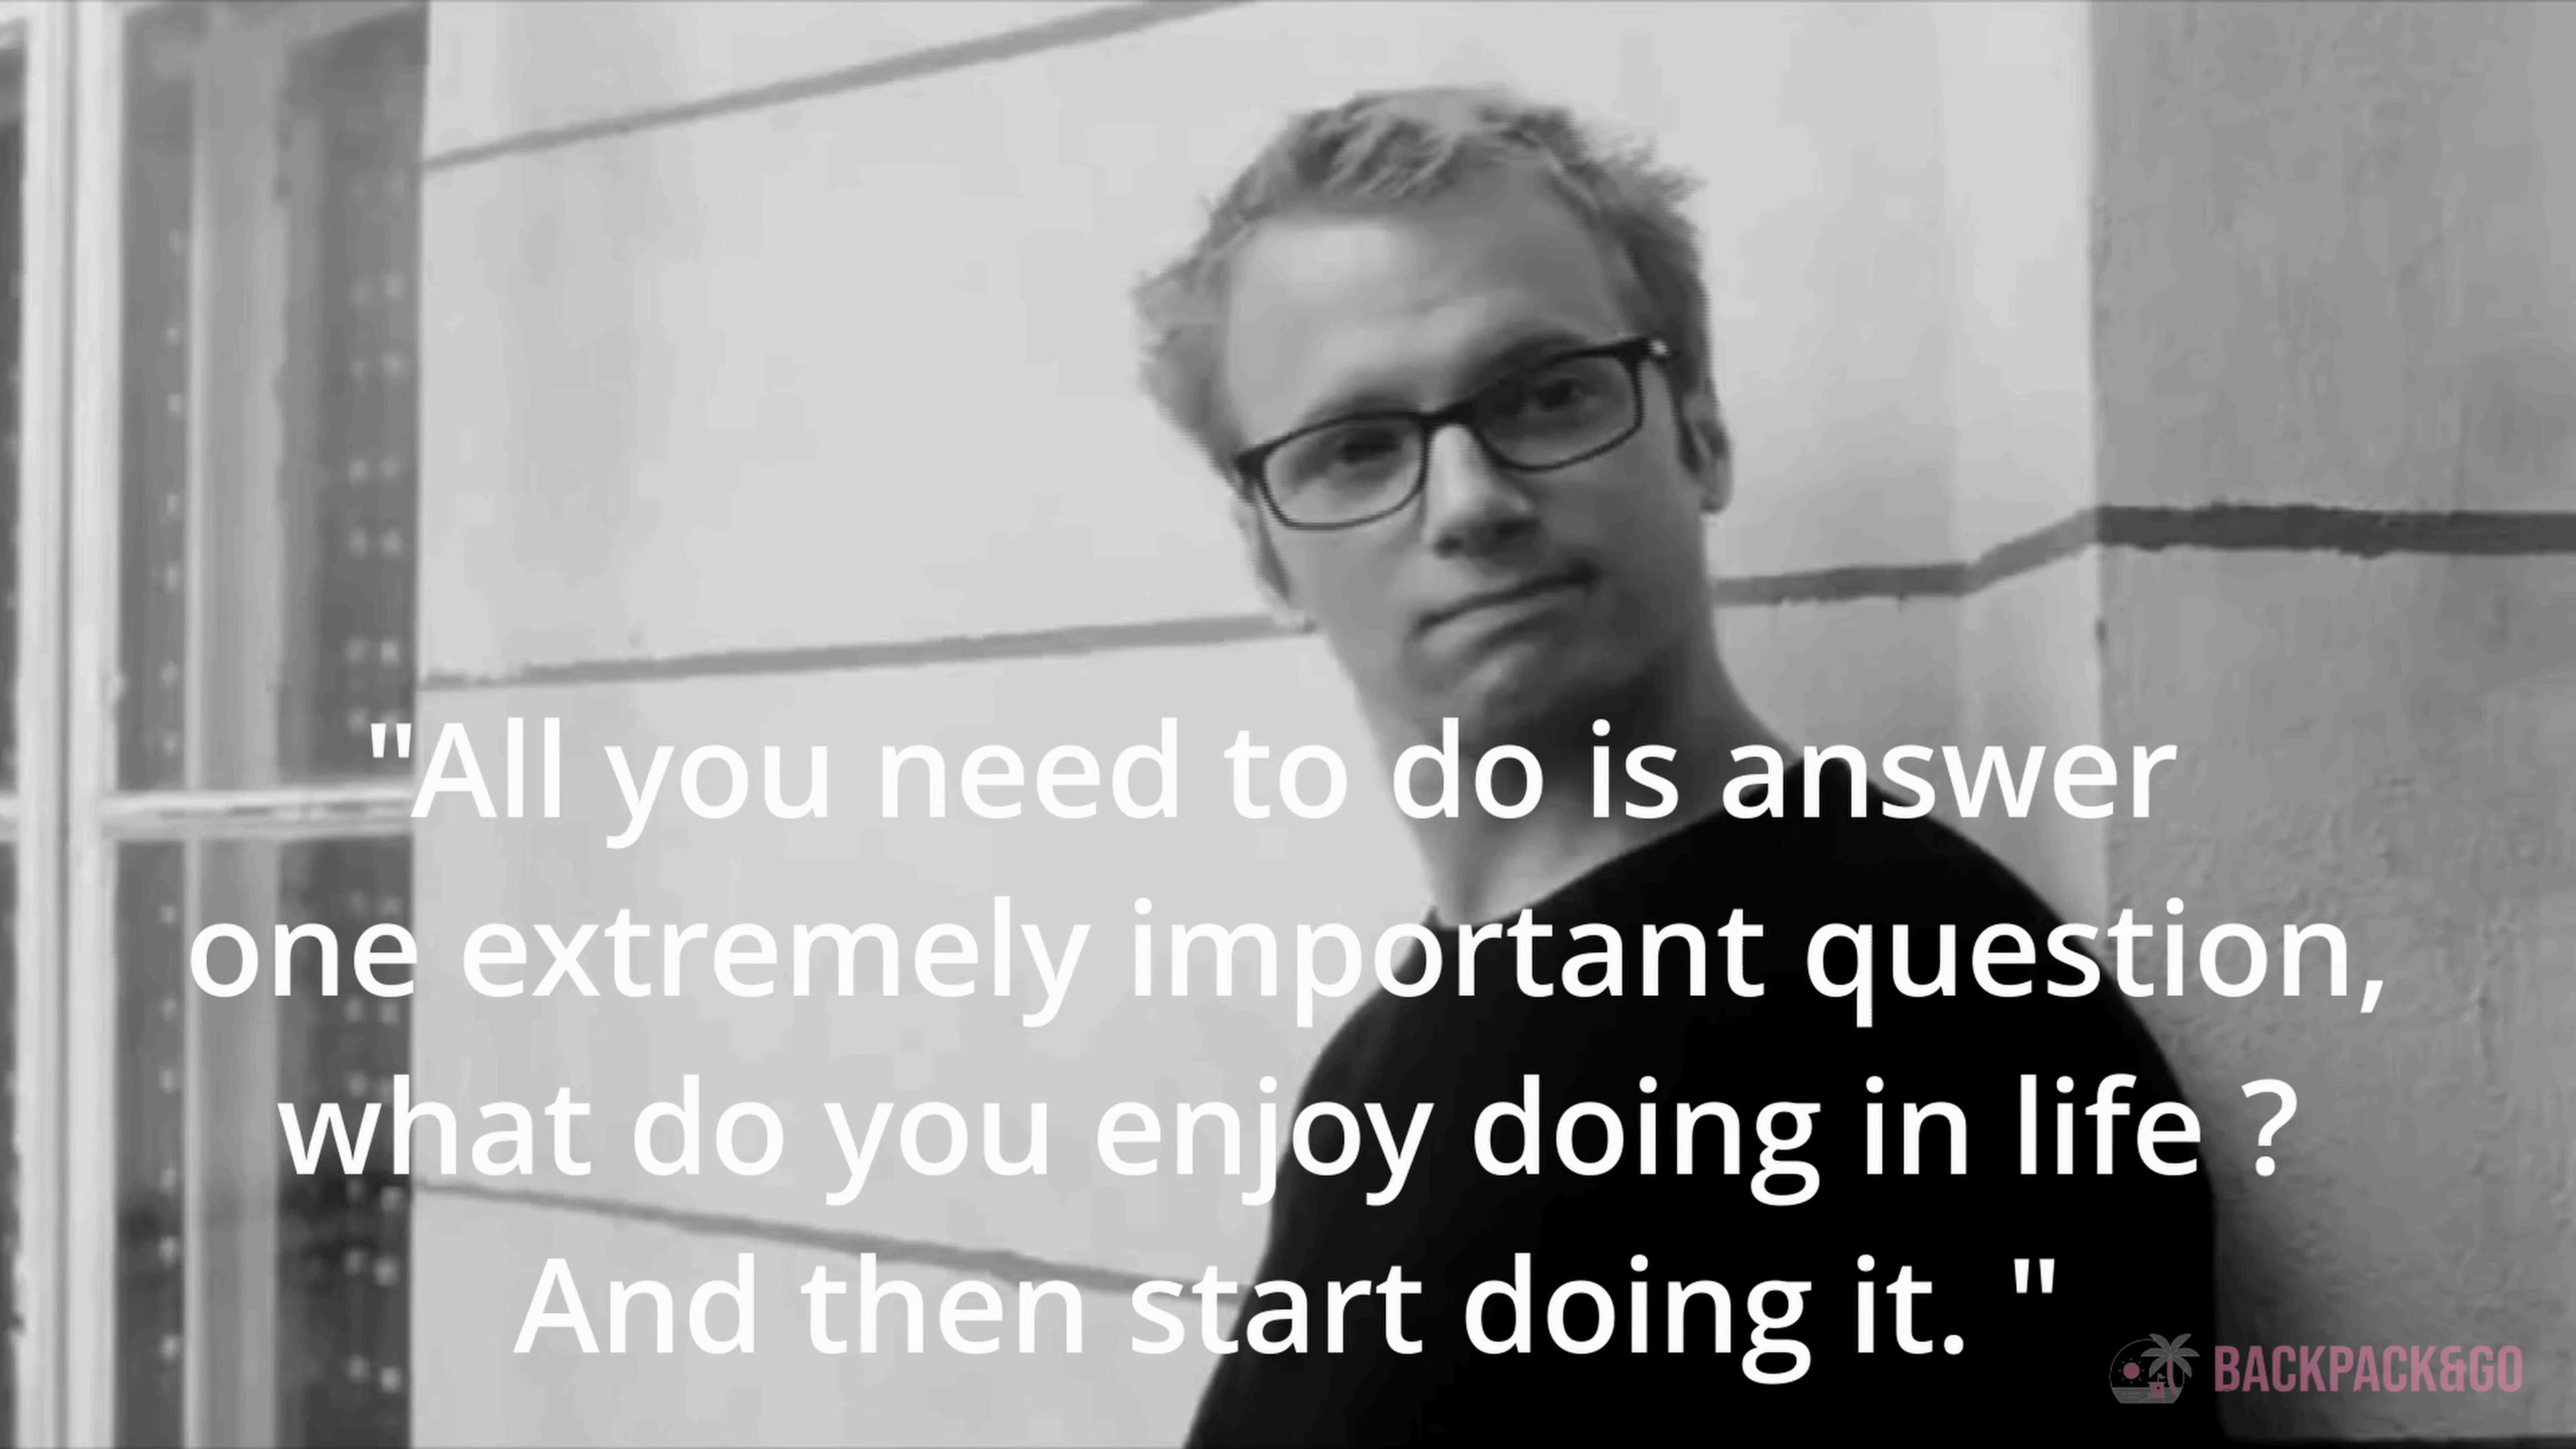 "All you need to do is answer
one extremely important question,
what do you enjoy doing in life ?
And then start doing it. "
BACKPACK&GO